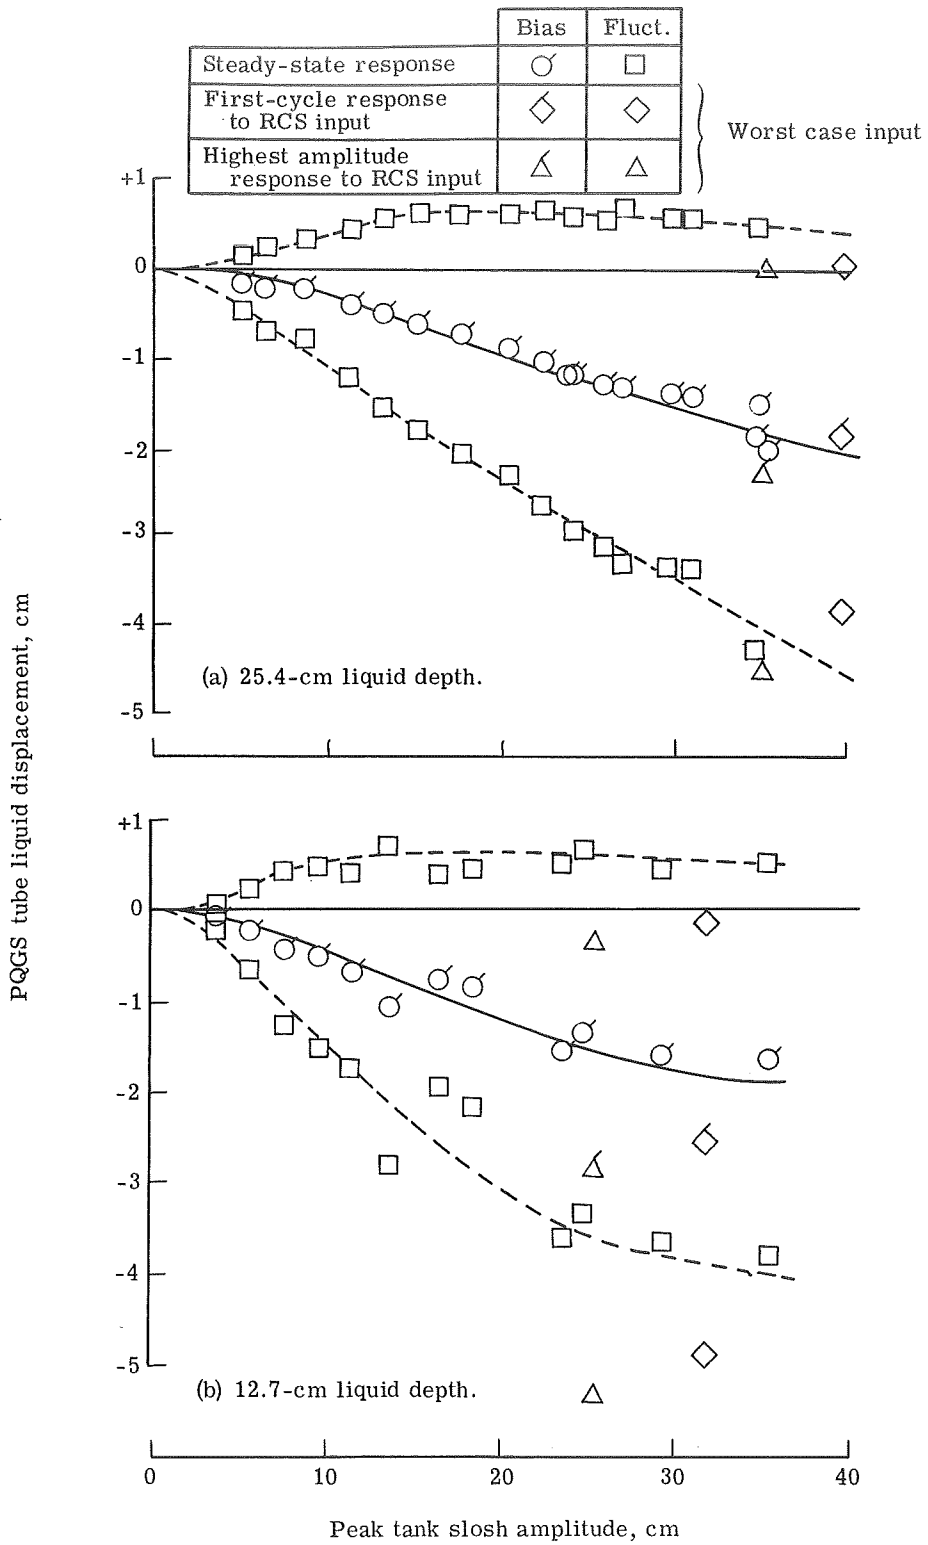 Bias Fluct.
Steady-state response
First-cycle response
to RCS input
Highest amplitude
response to RCS input
Worst case input
+1
0
-1
-2
-3
-4
-5
(a) 25.4-cm liquid depth.
PQGS tube liquid displacement, cm
+1
0
-1
-2
-3
-4
-5
(b) 12.7-cm liquid depth.
0 10 20 30 40
Peak tank slosh amplitude, cm